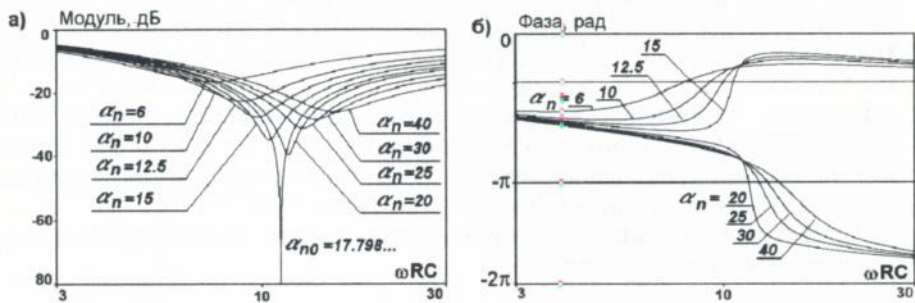 а) Модуль, дБ
0
-20
-40
-60
80
αn=6
αn=10
αn=12.5
αn=15
αn=40
αn=30
αn=25
αn=20
αn0=17.798...
ωRC
3 10 30
б) Фаза, рад
0
-π
-2π
15
12.5
αn= 6 10
αn= 20
25
30
40
ωRC
3 10 30